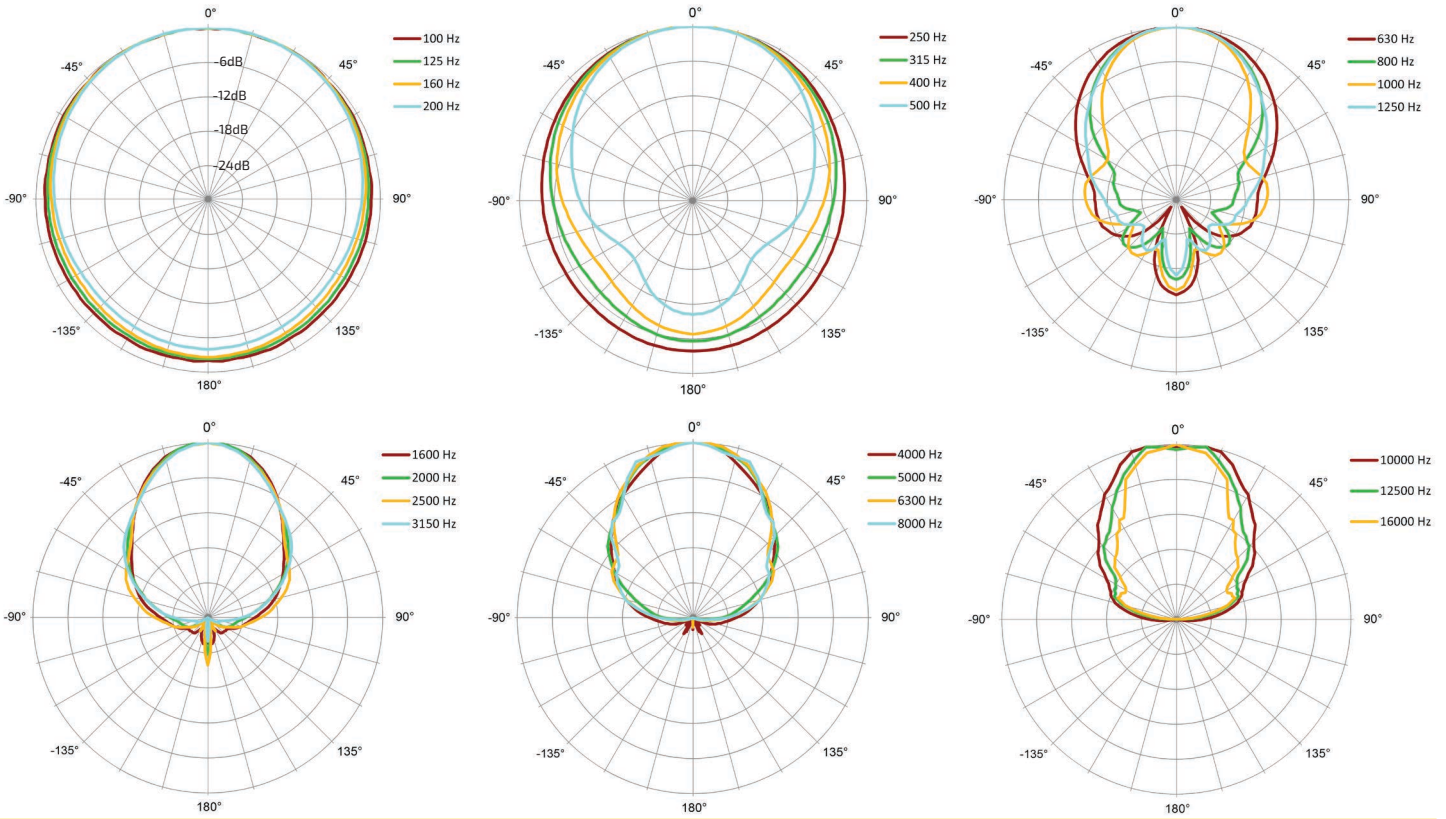 0°
-45°
45°
-6dB
-12dB
-18dB
-24dB
-90°
90°
-135°
135°
180°
100 Hz
125 Hz
160 Hz
200 Hz
0°
-45°
45°
-90°
90°
-135°
135°
180°
250 Hz
315 Hz
400 Hz
500 Hz
0°
-45°
45°
-90°
90°
-135°
135°
180°
630 Hz
800 Hz
1000 Hz
1250 Hz
0°
-45°
45°
-90°
90°
-135°
135°
180°
1600 Hz
2000 Hz
2500 Hz
3150 Hz
0°
-45°
45°
-90°
90°
-135°
135°
180°
4000 Hz
5000 Hz
6300 Hz
8000 Hz
0°
-45°
45°
-90°
90°
-135°
135°
180°
10000 Hz
12500 Hz
16000 Hz